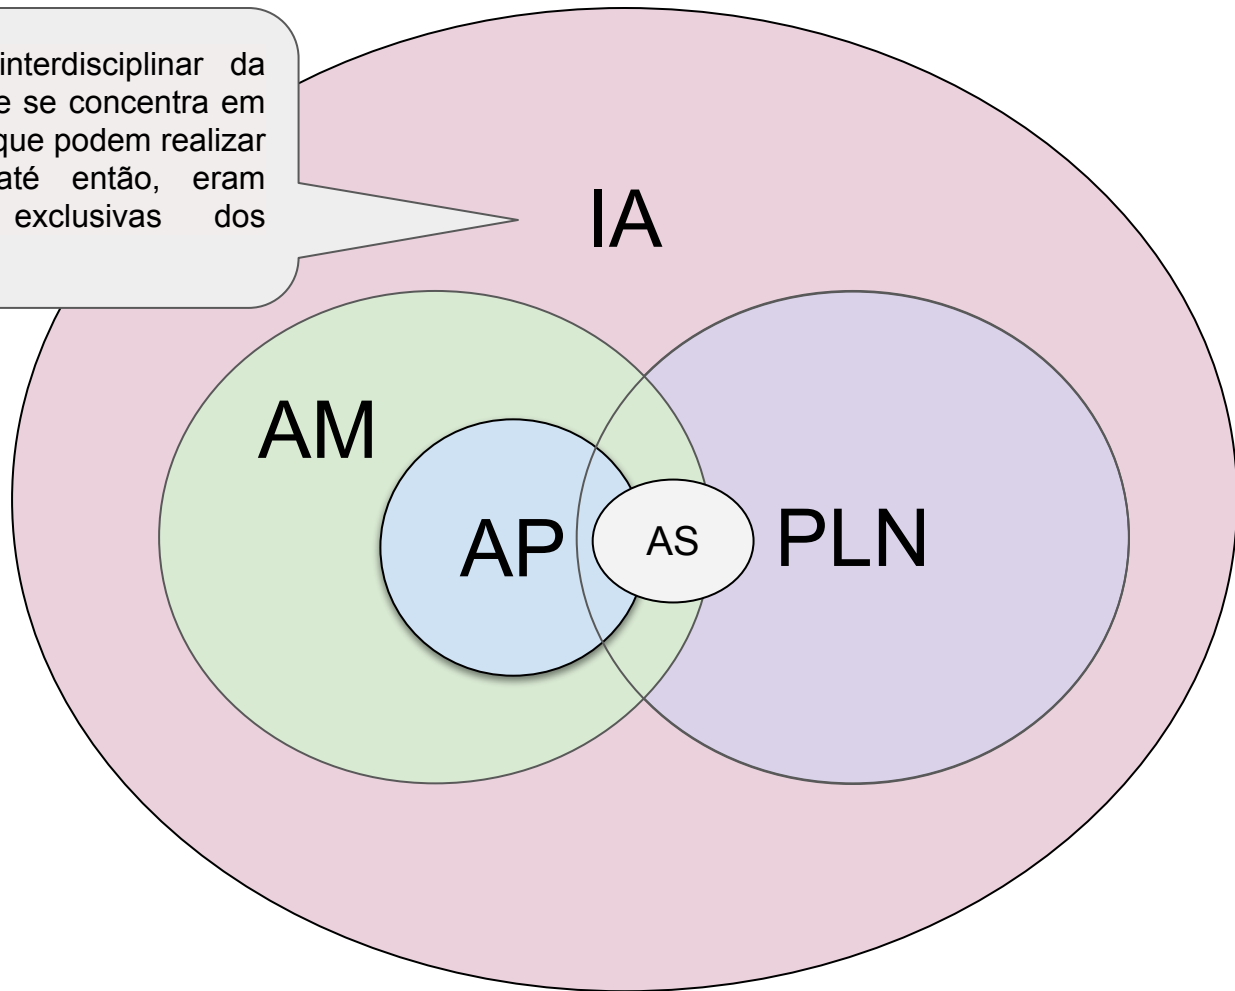 interdisciplinar da
e se concentra em
que podem realizar
até então, eram
exclusivas dos
IA
AM
AP
AS
PLN